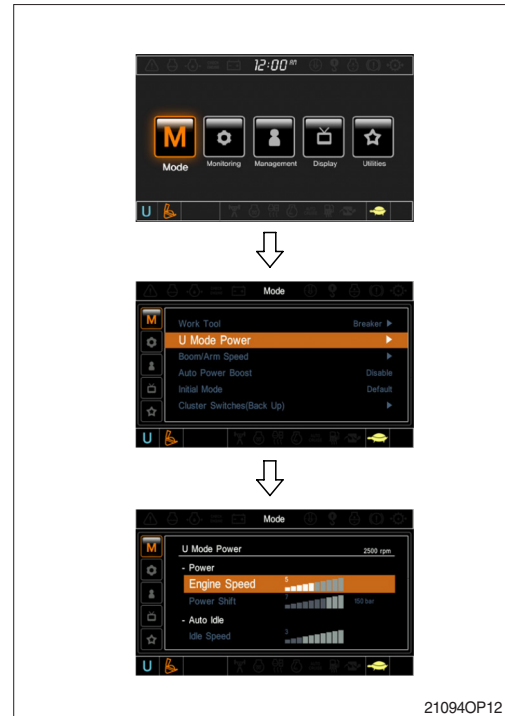 12:00
M
Mode
Monitoring
Management
Display
Utilities
U
Mode
M
Work Tool Breaker
U Mode Power
Boom/Arm Speed
Auto Power Boost Disable
Initial Mode Default
Cluster Switches(Back Up)
U
Mode
M
U Mode Power 2500 rpm
- Power
Engine Speed 5
Power Shift 7 150 bar
- Auto Idle
Idle Speed 3
U
21094OP12